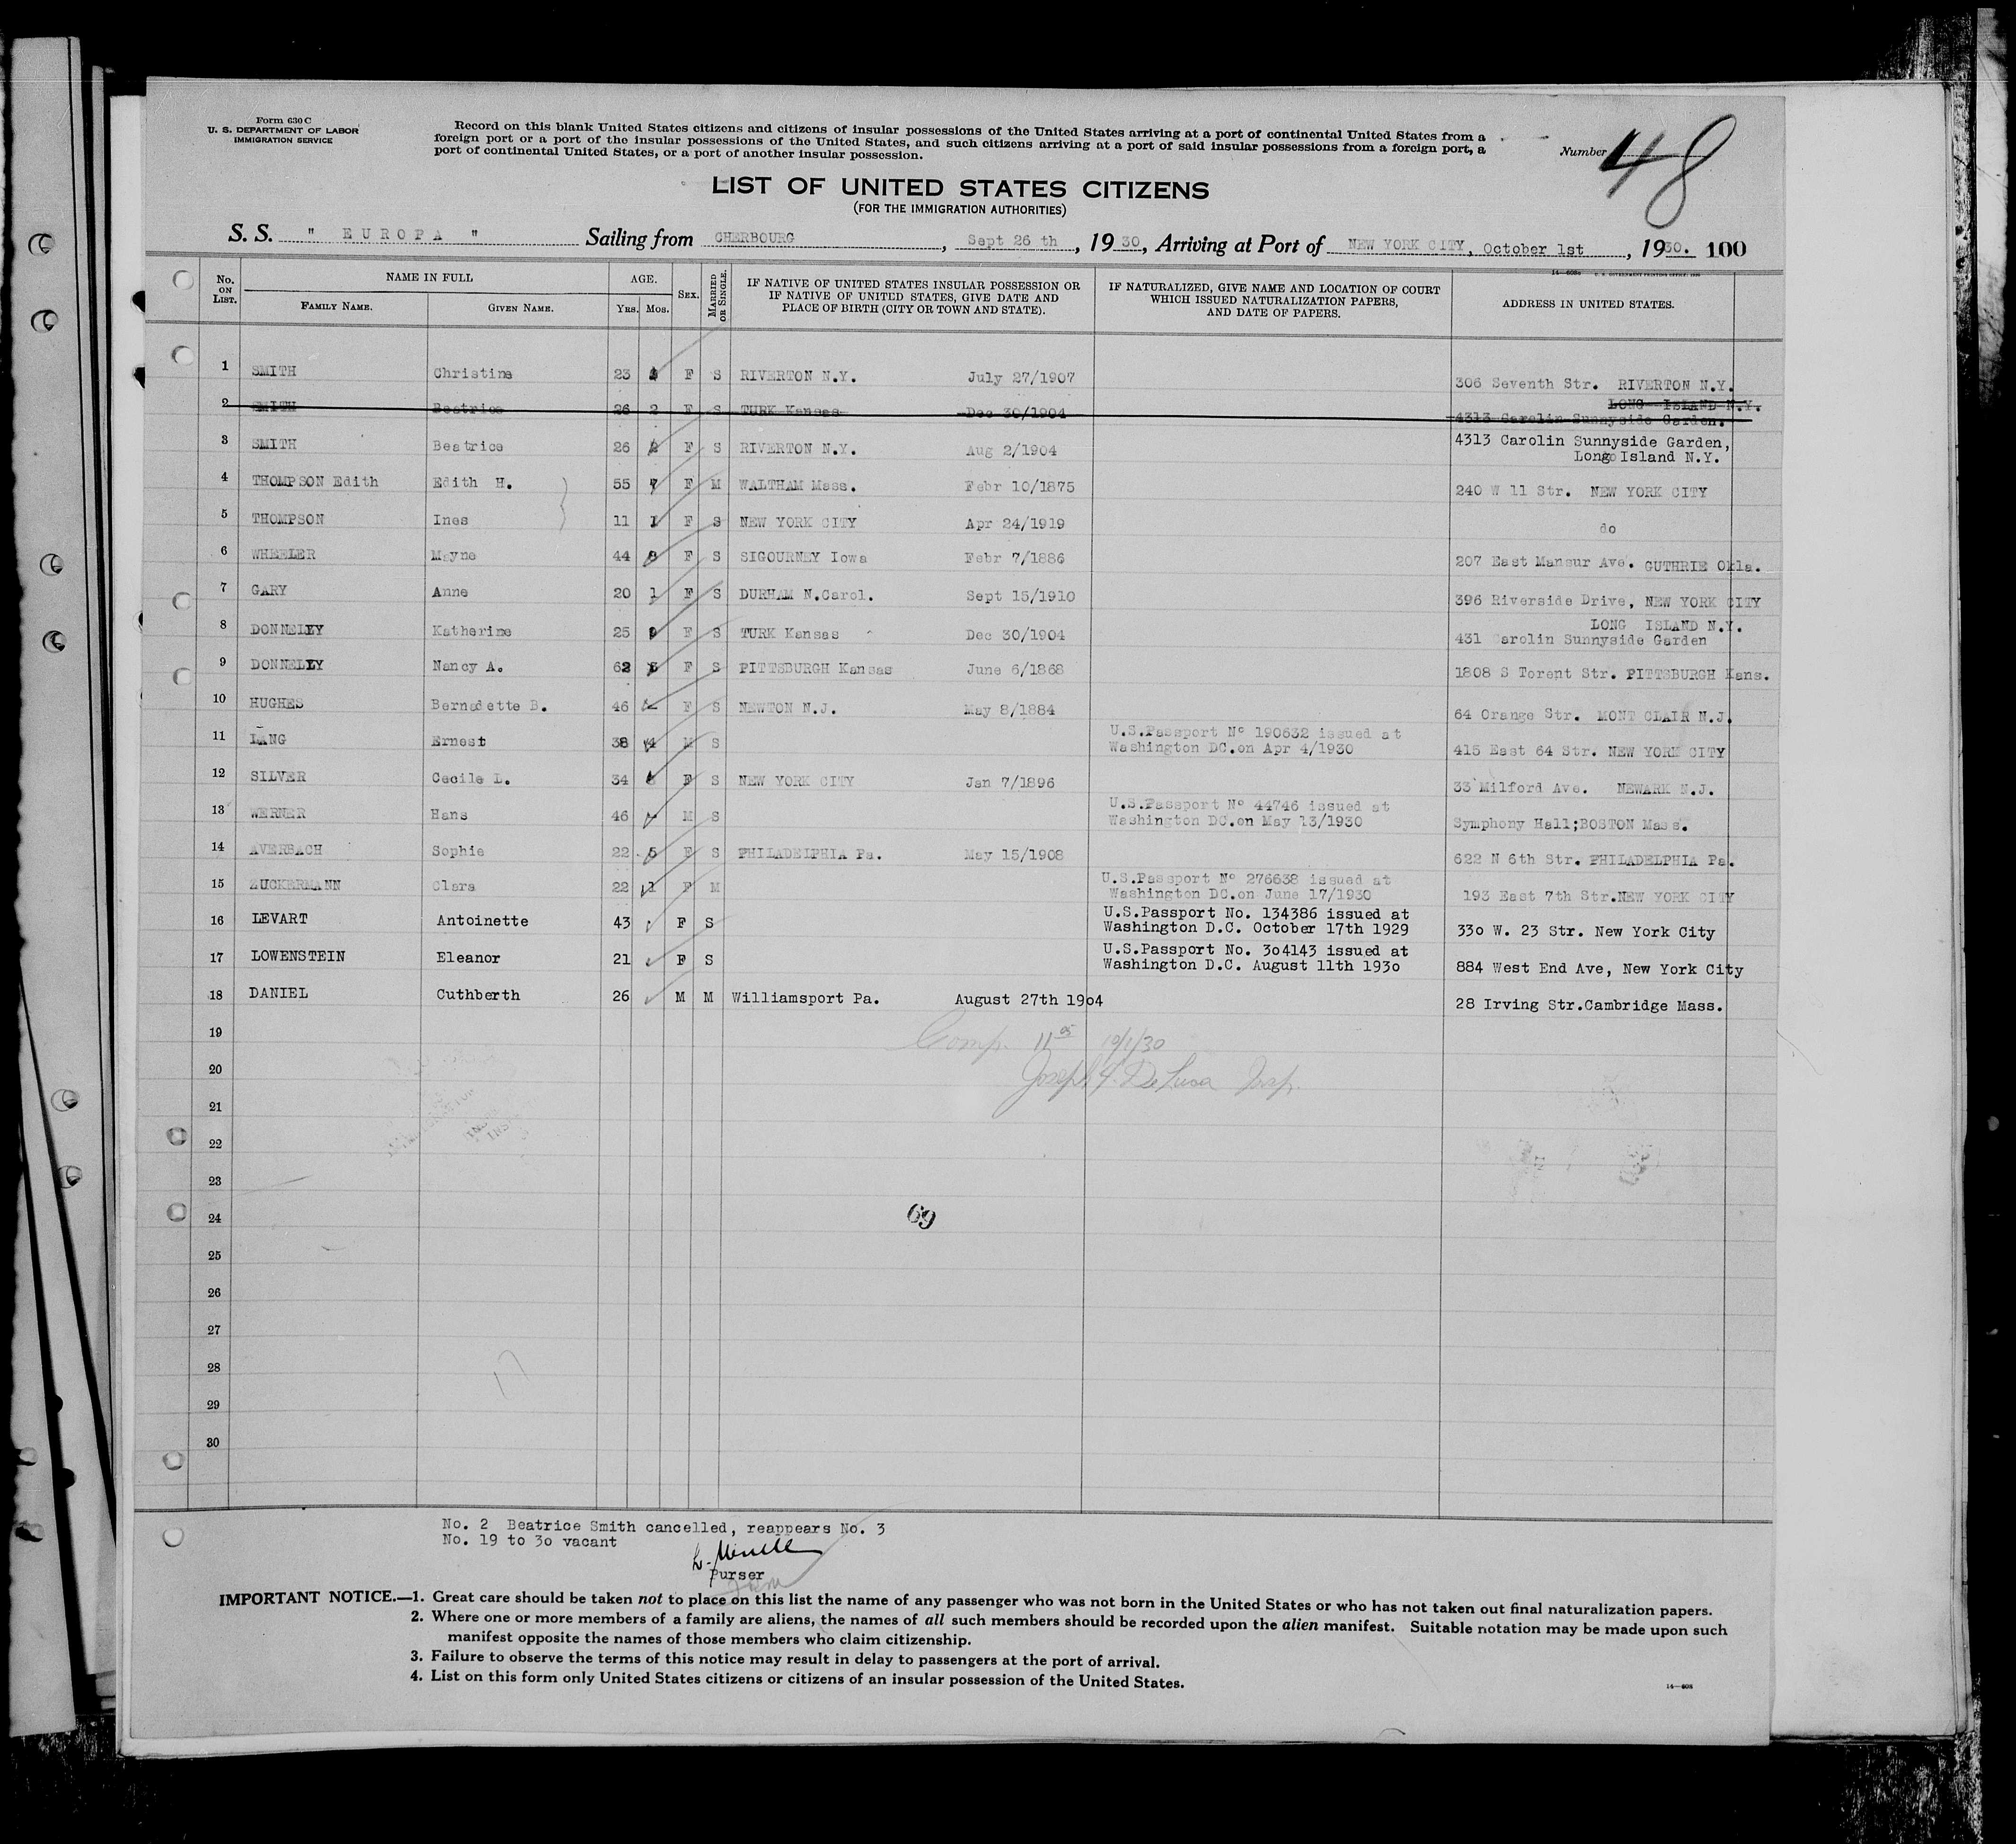 Form 630 C
U. S. DEPARTMENT OF LABOR
IMMIGRATION SERVICE
Record on this blank United States citizens and citizens of insular possessions of the United States arriving at a port of continental United States from a
foreign port or a port of the insular possessions of the United States, and such citizens arriving at a port of said insular possessions from a foreign port, a
port of continental United States, or a port of another insular possession.
Number 48
LIST OF UNITED STATES CITIZENS
(FOR THE IMMIGRATION AUTHORITIES)
S. S. " EUROPA " Sailing from CHERBOURG, Sept 26 th, 1930, Arriving at Port of NEW YORK CITY, October 1st, 1930. 100
No. ON LIST. NAME IN FULL FAMILY NAME. GIVEN NAME. AGE. YRS. MOS. SEX. MARRIED OR SINGLE. IF NATIVE OF UNITED STATES INSULAR POSSESSION OR IF NATIVE OF UNITED STATES, GIVE DATE AND PLACE OF BIRTH (CITY OR TOWN AND STATE). IF NATURALIZED, GIVE NAME AND LOCATION OF COURT WHICH ISSUED NATURALIZATION PAPERS, AND DATE OF PAPERS. ADDRESS IN UNITED STATES.
1 SMITH Christine 23 F S RIVERTON N.Y. July 27/1907 306 Seventh Str. RIVERTON N.Y.
2 SMITH Beatrice 26 2 F S TURK Kansas Dec 30/1904 LONG ISLAND N.Y.
4313 Carolin Sunnyside Garden.
3 SMITH Beatrice 26 2 F S RIVERTON N.Y. Aug 2/1904 4313 Carolin Sunnyside Garden,
Long Island N.Y.
4 THOMPSON Edith Edith H. 55 7 F M WALTHAM Mass. Febr 10/1875 240 W 11 Str. NEW YORK CITY
5 THOMPSON Ines 11 1 F S NEW YORK CITY Apr 24/1919 do
6 WHEELER Mayne 44 F S SIGOURNEY Iowa Febr 7/1886 207 East Mansur Ave. GUTHRIE Okla.
7 GARY Anne 20 1 F S DURHAM N.Carol. Sept 15/1910 396 Riverside Drive, NEW YORK CITY
8 DONNELLY Katherine 25 F S TURK Kansas Dec 30/1904 LONG ISLAND N.Y.
431 Carolin Sunnyside Garden
9 DONNELLY Nancy A. 62 F S PITTSBURGH Kansas June 6/1868 1808 S Torent Str. PITTSBURGH Kans.
10 HUGHES Bernadette B. 46 F S NEWTON N.J. May 8/1884 64 Orange Str. MONT CLAIR N.J.
11 LANG Ernest 38 4 M S U.S.Passport Nº 190632 issued at
Washington DC.on Apr 4/1930 415 East 64 Str. NEW YORK CITY
12 SILVER Cecile L. 34 F S NEW YORK CITY Jan 7/1896 33 Milford Ave. NEWARK N.J.
13 WERNER Hans 46 M S U.S.Passport Nº 44746 issued at
Washington DC.on May 13/1930 Symphony Hall;BOSTON Mass.
14 AVERBACH Sophie 22 5 F S PHILADELPHIA Pa. May 15/1908 622 N 6th Str. PHILADELPHIA Pa.
15 ZUCKERMANN Clara 22 1 F M U.S.Passport Nº 276638 issued at
Washington DC.on June 17/1930 193 East 7th Str.NEW YORK CITY
16 LEVART Antoinette 43 F S U.S.Passport No. 134386 issued at
Washington D.C. October 17th 1929 330 W. 23 Str. New York City
17 LOWENSTEIN Eleanor 21 F S U.S.Passport No. 304143 issued at
Washington D.C. August 11th 1930 884 West End Ave, New York City
18 DANIEL Cuthberth 26 M M Williamsport Pa. August 27th 1904 28 Irving Str.Cambridge Mass.
19
Comp. 11 05 10/1/30
20
Joseph DeLuca Insp.
21
22
23
24
69
25
26
27
28
17
29
30
No. 2 Beatrice Smith cancelled, reappears No. 3
No. 19 to 30 vacant
Purser
IMPORTANT NOTICE.—1. Great care should be taken not to place on this list the name of any passenger who was not born in the United States or who has not taken out final naturalization papers.
2. Where one or more members of a family are aliens, the names of all such members should be recorded upon the alien manifest. Suitable notation may be made upon such
manifest opposite the names of those members who claim citizenship.
3. Failure to observe the terms of this notice may result in delay to passengers at the port of arrival.
4. List on this form only United States citizens or citizens of an insular possession of the United States.
14—608